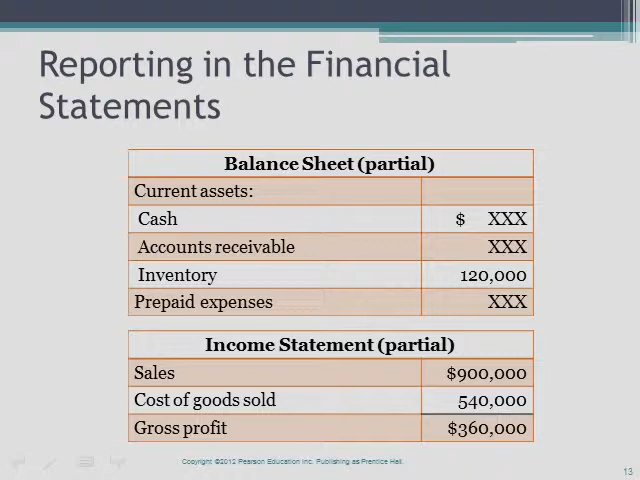 Reporting in the Financial
Statements
Balance Sheet (partial)
Current assets:
Cash $ XXX
Accounts receivable XXX
Inventory 120,000
Prepaid expenses XXX
Income Statement (partial)
Sales $900,000
Cost of goods sold 540,000
Gross profit $360,000
Copyright ©2012 Pearson Education Inc. Publishing as Prentice Hall.
13